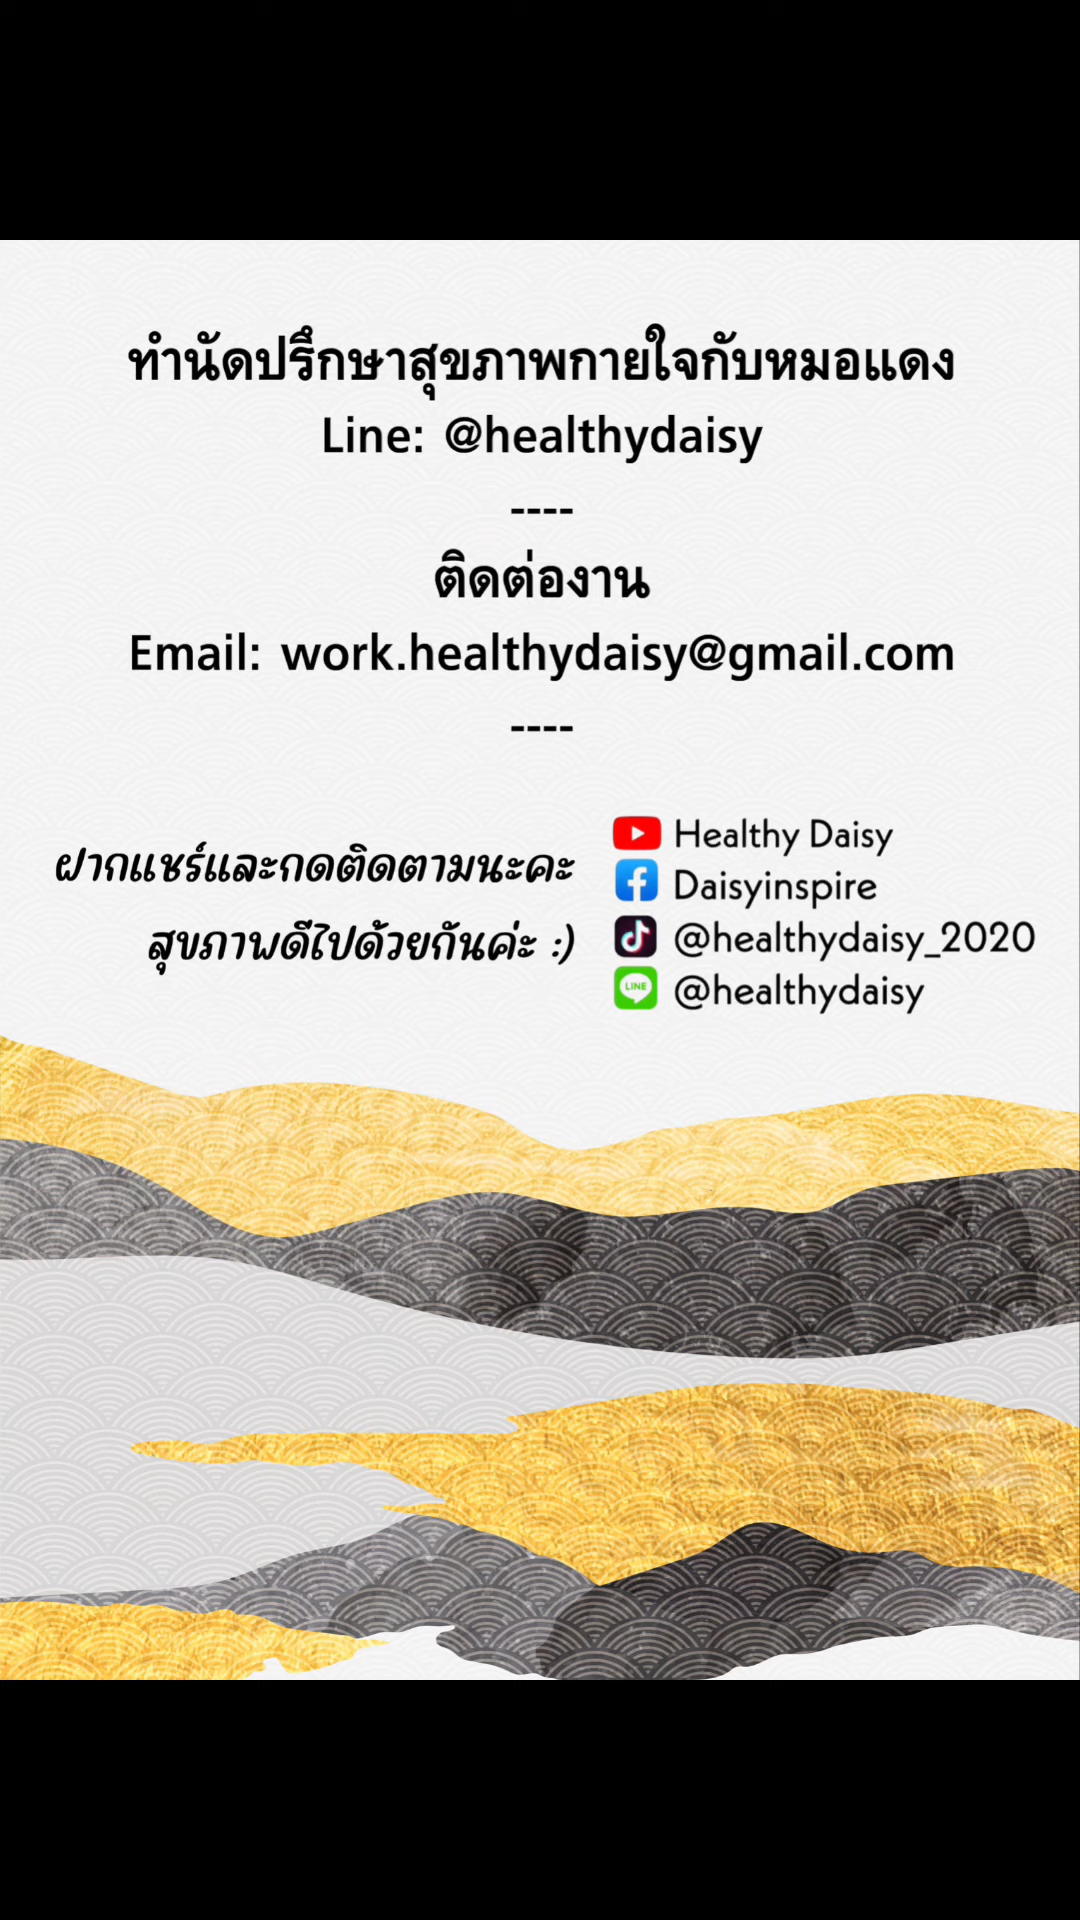 ทำนัดปรึกษาสุขภาพกายใจกับหมอแดง
Line: @healthydaisy
----
ติดต่องาน
Email: work.healthydaisy@gmail.com
----
ฝากแชร์และกดติดตามนะคะ
สุขภาพดีไปด้วยกันค่ะ :)
Healthy Daisy
Daisyinspire
@healthydaisy_2020
LINE @healthydaisy